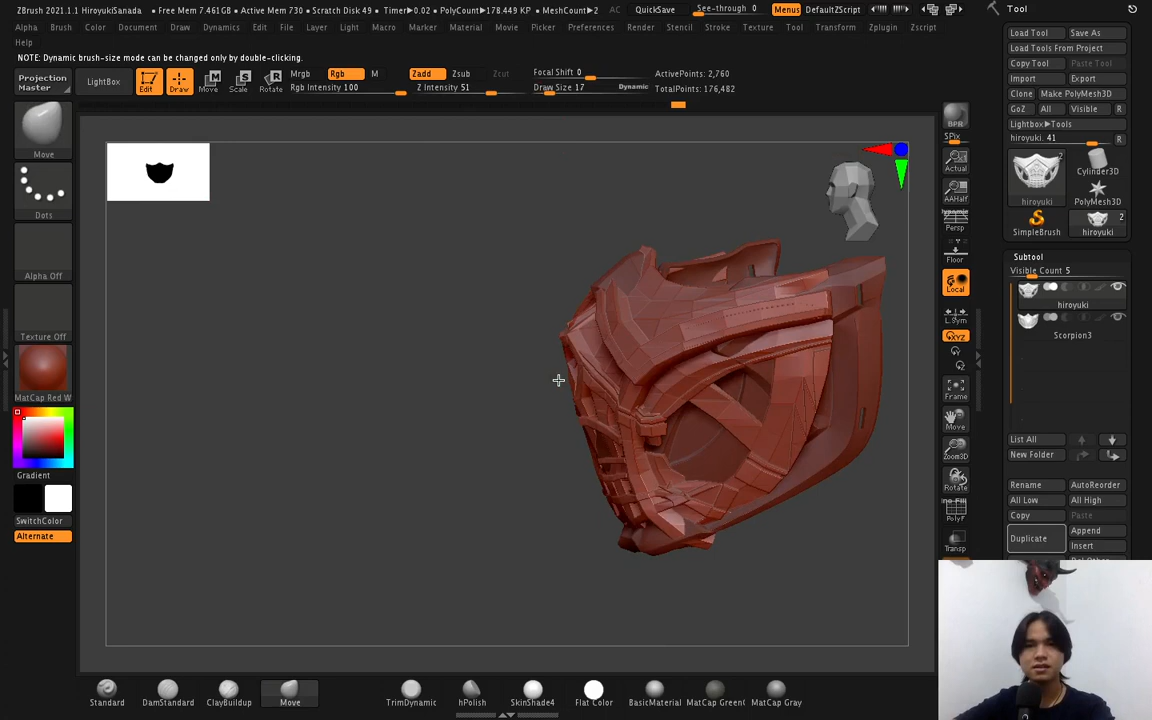 ZBrush 2021.1.1 HiroyukiSanada • Free Mem 7.461GB • Active Mem 730 • Scratch Disk 49 • Timer▶0.02 • PolyCount▶178.449 KP • MeshCount▶2 AC QuickSave See-through 0 Menus DefaultZScript
Alpha Brush Color Document Draw Dynamics Edit File Layer Light Macro Marker Material Movie Picker Preferences Render Stencil Stroke Texture Tool Transform Zplugin Zscript
Help
NOTE: Dynamic brush-size mode can be changed only by double-clicking.
Projection Master
LightBox
Edit Draw Move Scale Rotate
Mrgb Rgb M
Rgb Intensity 100
Zadd Zsub Zcut
Z Intensity 51
Focal Shift 0
Draw Size 17 Dynamic
ActivePoints: 2,760
TotalPoints: 176,482
Move
Dots
Alpha Off
Texture Off
MatCap Red W
Gradient
SwitchColor
Alternate
BPR
SPix
Actual
AAHalf
Dynamic
Persp
Floor
Local
L.Sym
XYZ
Frame
Move
Zoom3D
Rotate
PolyF
Transp
Tool
Load Tool Save As
Load Tools From Project
Copy Tool Paste Tool
Import Export
Clone Make PolyMesh3D
GoZ All Visible R
Lightbox▶Tools
hiroyuki. 41 R
2
hiroyuki
Cylinder3D
PolyMesh3D
SimpleBrush
2
hiroyuki
Subtool
Visible Count 5
hiroyuki
Scorpion3
List All
New Folder
Rename AutoReorder
All Low All High
Copy Paste
Duplicate
Append
Insert
Standard DamStandard ClayBuildup Move TrimDynamic hPolish SkinShade4 Flat Color BasicMaterial MatCap Green MatCap Gray